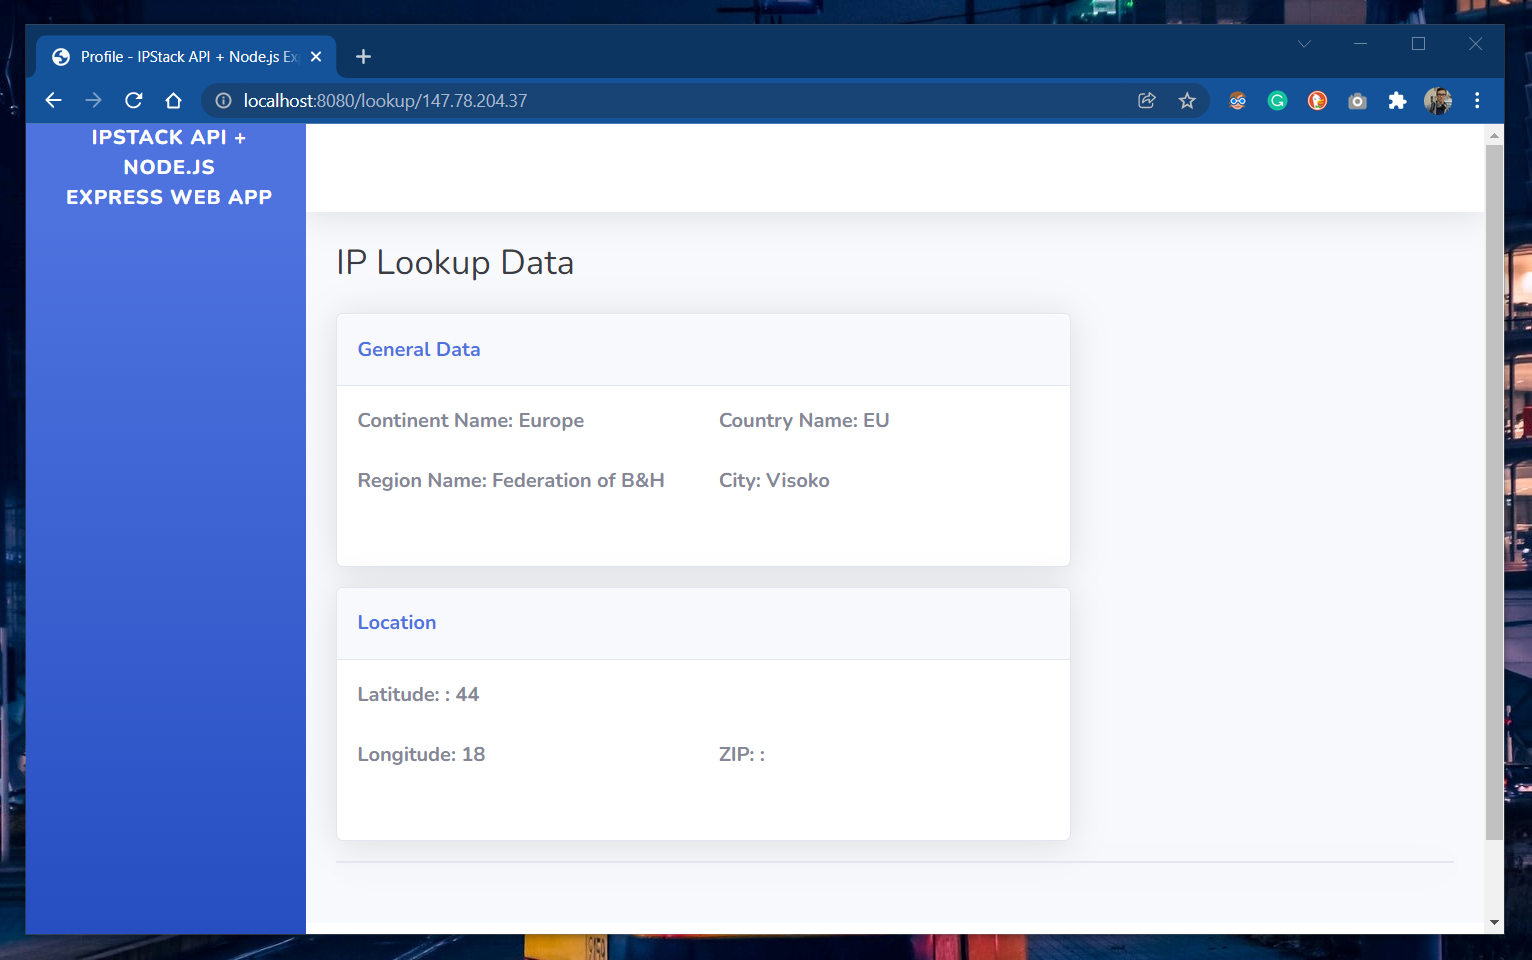 Profile - IPStack API + Node.js Ex
localhost:8080/lookup/147.78.204.37
IPSTACK API +
NODE.JS
EXPRESS WEB APP
IP Lookup Data
General Data
Continent Name: Europe
Country Name: EU
Region Name: Federation of B&H
City: Visoko
Location
Latitude: : 44
Longitude: 18
ZIP: :